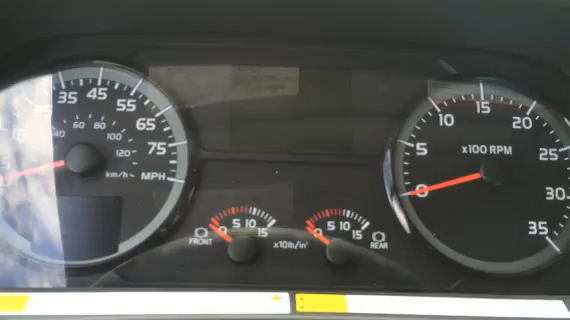 35 45 55 65 75
40 60 80 100 120
km/h MPH
0 5 10 15
FRONT
x10lb/in²
0 5 10 15
REAR
0 5 10 15 20 25 30 35
x100 RPM